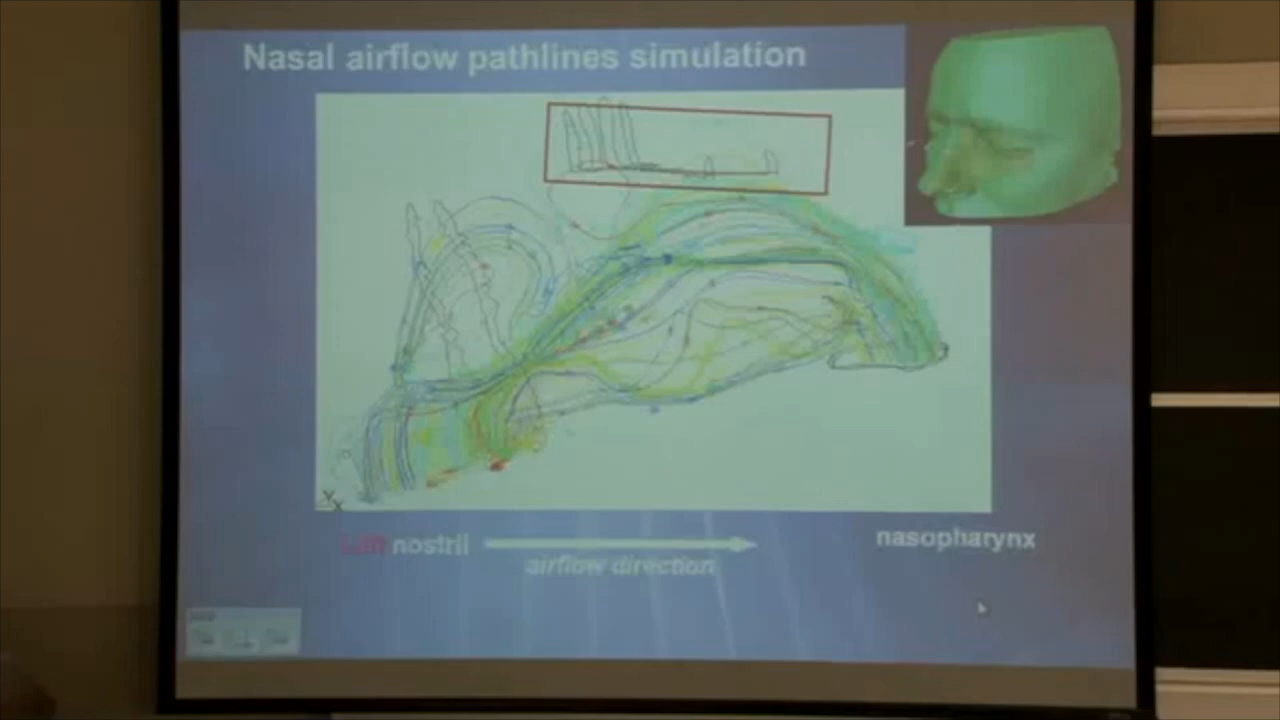 Nasal airflow pathlines simulation
Y
X
Left nostril
nasopharynx
airflow direction